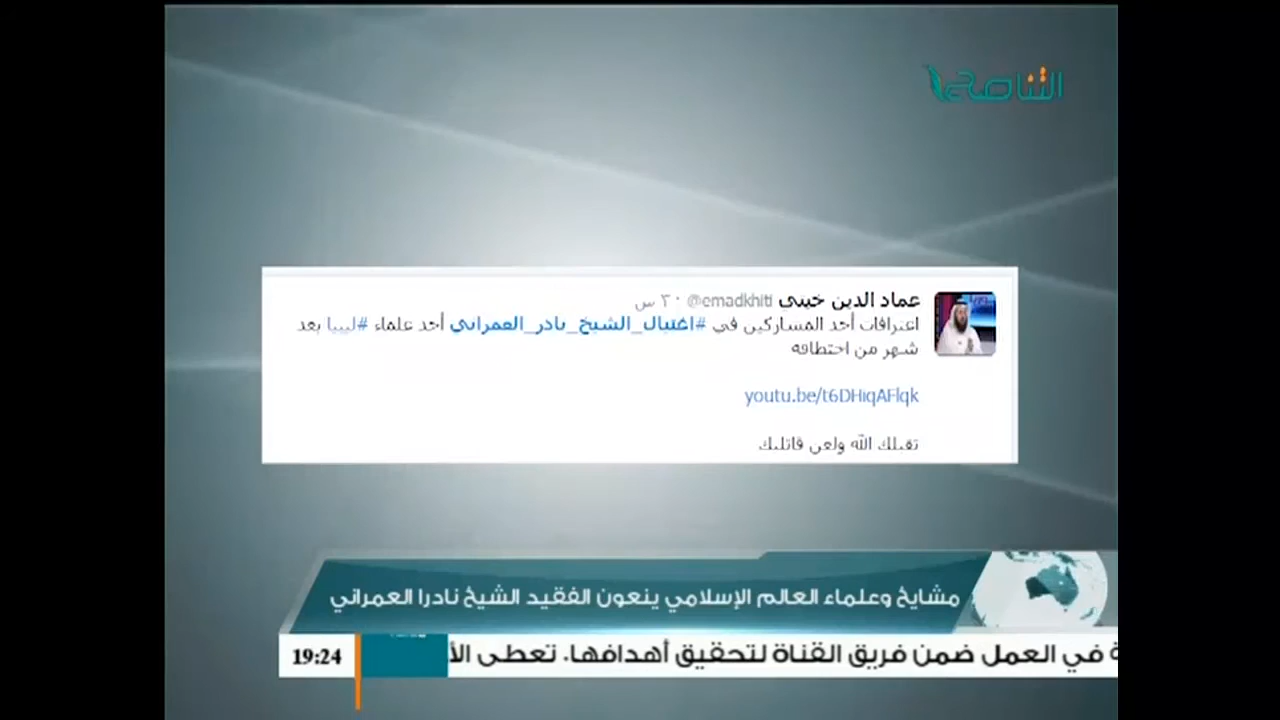 التناصح
عماد الدين خيتي @emadkhiti ٣٠ س
اعترافات أحد المشاركين في #اغتيال_الشيخ_نادر_العمراني أحد علماء #ليبيا بعد
شهر من اختطافه
youtu.be/t6DHiqAFlqk
تقبلك الله ولعن قاتليك
مشايخ وعلماء العالم الإسلامي ينعون الفقيد الشيخ نادرا العمراني
ة في العمل ضمن فريق القناة لتحقيق أهدافها. تعطى الأ
19:24